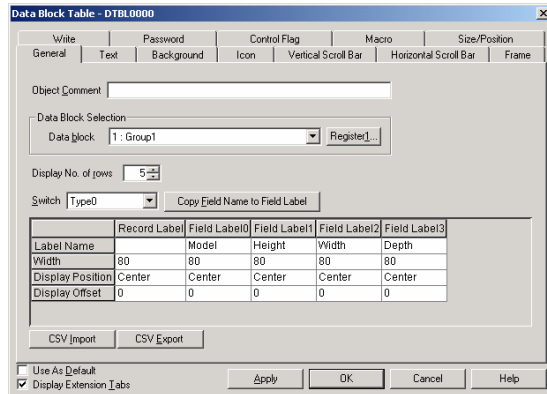 Data Block Table - DTBL0000
Write Password Control Flag Macro Size/Position
General Text Background Icon Vertical Scroll Bar Horizontal Scroll Bar Frame
Object Comment
Data Block Selection
Data block 1 : Group1 Register1...
Display No. of rows 5
Switch Type0 Copy Field Name to Field Label
Record Label Field Label0 Field Label1 Field Label2 Field Label3
Label Name Model Height Width Depth
Width 80 80 80 80 80
Display Position Center Center Center Center Center
Display Offset 0 0 0 0 0
CSV Import CSV Export
Use As Default
Display Extension Tabs Apply OK Cancel Help